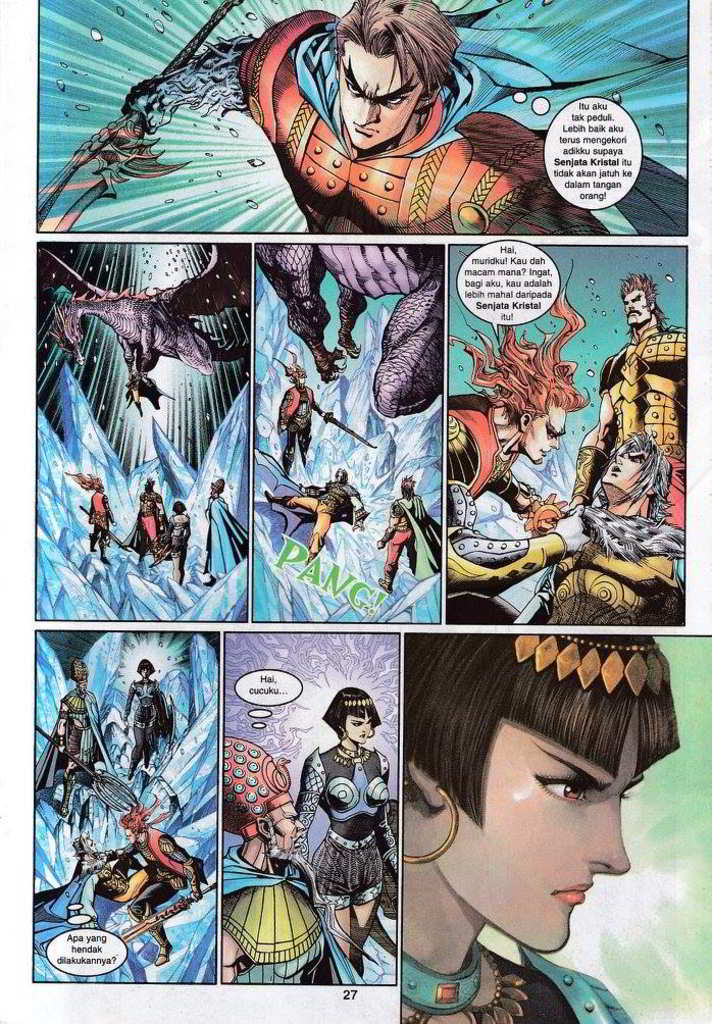 Itu aku
tak peduli.
Lebih baik aku
terus mengekori
adikku supaya
Senjata Kristal itu
tidak akan jatuh ke
dalam tangan
orang!
Hai,
muridku! Kau dah
macam mana? Ingat,
bagi aku, kau adalah
lebih mahal daripada
Senjata Kristal
itu!
PANG!
Apa yang
hendak
dilakukannya?
Hai,
cucuku...
27